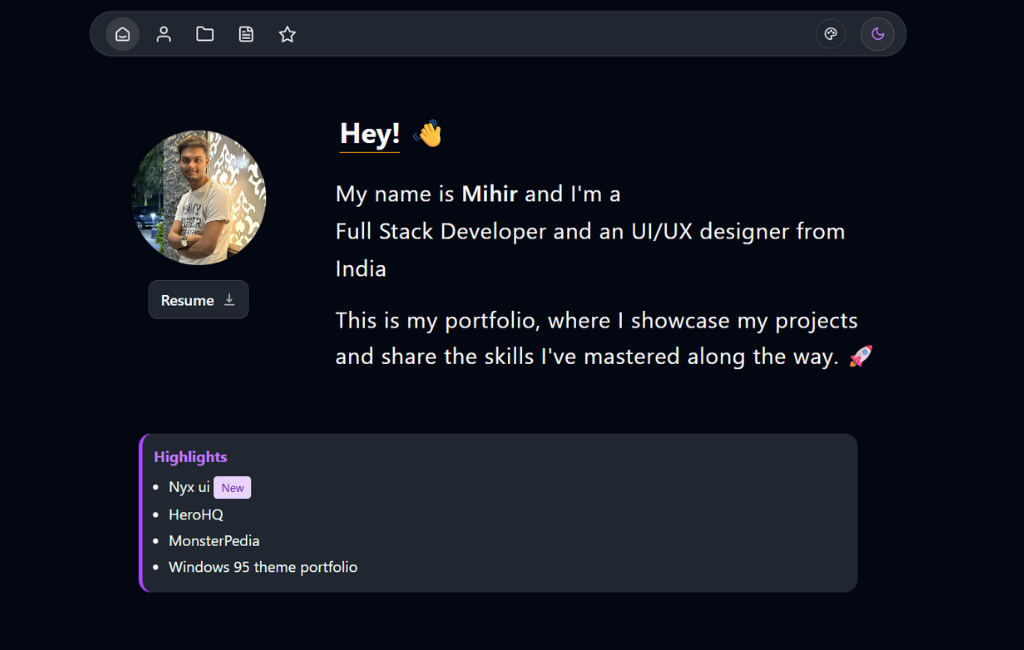 Hey! 👋
My name is Mihir and I'm a
Full Stack Developer and an UI/UX designer from
India
Resume
This is my portfolio, where I showcase my projects
and share the skills I've mastered along the way. 🚀
Highlights
• Nyx ui New
• HeroHQ
• MonsterPedia
• Windows 95 theme portfolio